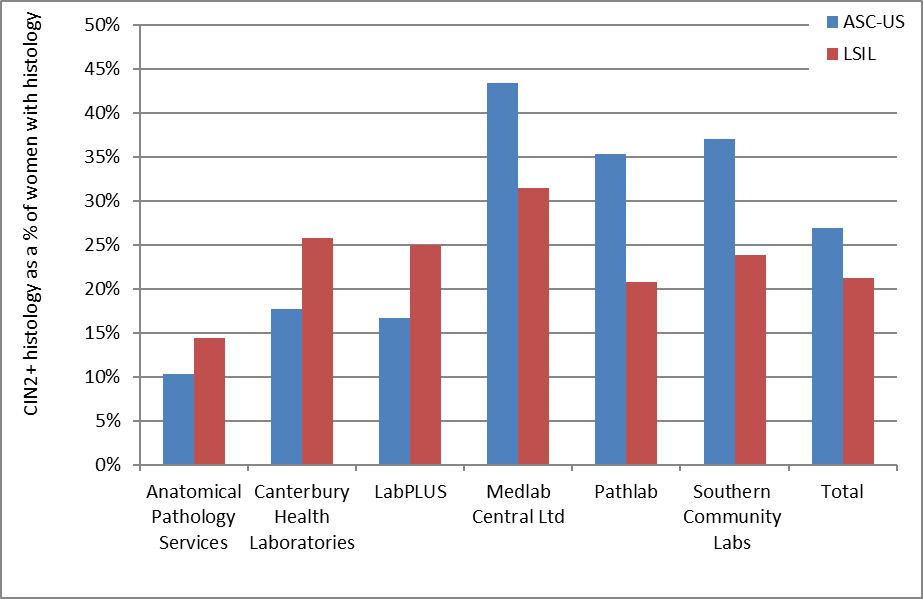 CIN2+ histology as a % of women with histology
50%
45%
40%
35%
30%
25%
20%
15%
10%
5%
0%
ASC-US
LSIL
Anatomical
Pathology
Services
Canterbury
Health
Laboratories
LabPLUS
Medlab
Central Ltd
Pathlab
Southern
Community
Labs
Total